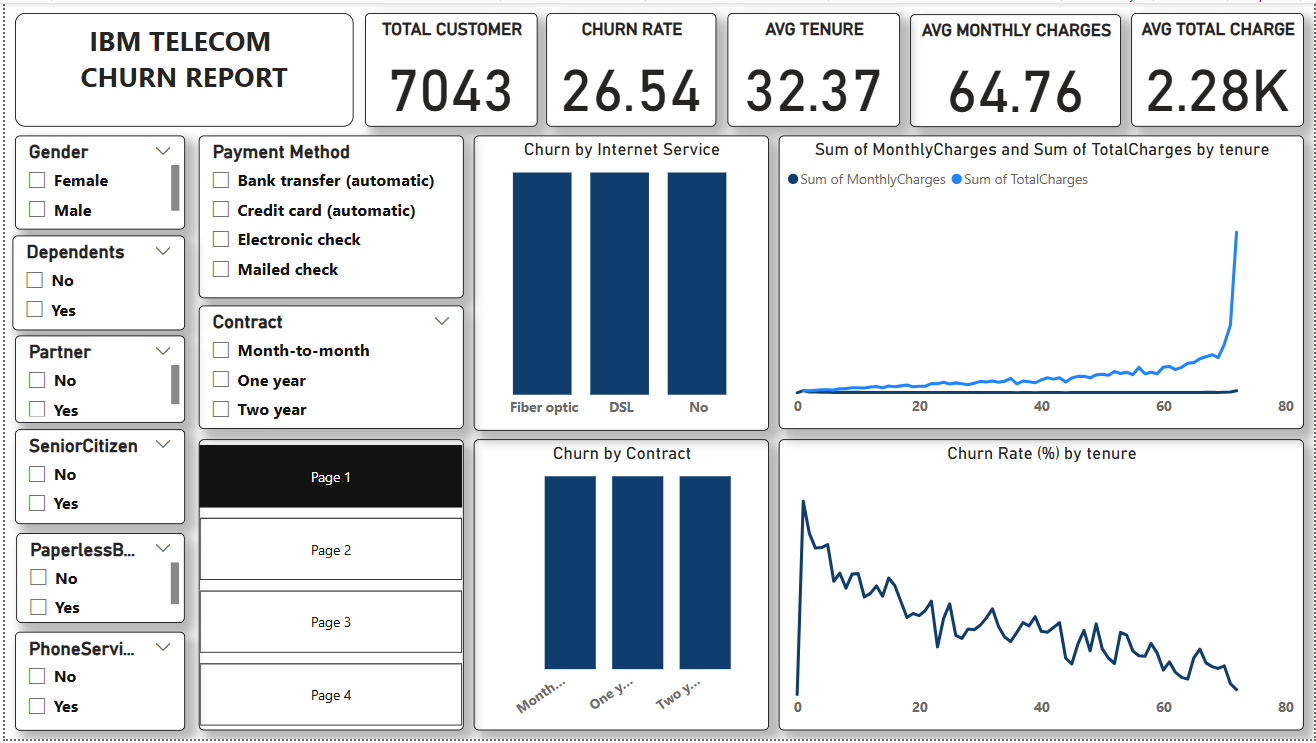 IBM TELECOM
CHURN REPORT
TOTAL CUSTOMER
7043
CHURN RATE
26.54
AVG TENURE
32.37
AVG MONTHLY CHARGES
64.76
AVG TOTAL CHARGE
2.28K
Gender
Female
Male
Dependents
No
Yes
Partner
No
Yes
SeniorCitizen
No
Yes
PaperlessB...
No
Yes
PhoneServi...
No
Yes
Payment Method
Bank transfer (automatic)
Credit card (automatic)
Electronic check
Mailed check
Contract
Month-to-month
One year
Two year
Page 1
Page 2
Page 3
Page 4
Churn by Internet Service
Fiber optic DSL No
Churn by Contract
Month... One y... Two y...
Sum of MonthlyCharges and Sum of TotalCharges by tenure
Sum of MonthlyCharges Sum of TotalCharges
0 20 40 60 80
Churn Rate (%) by tenure
0 20 40 60 80